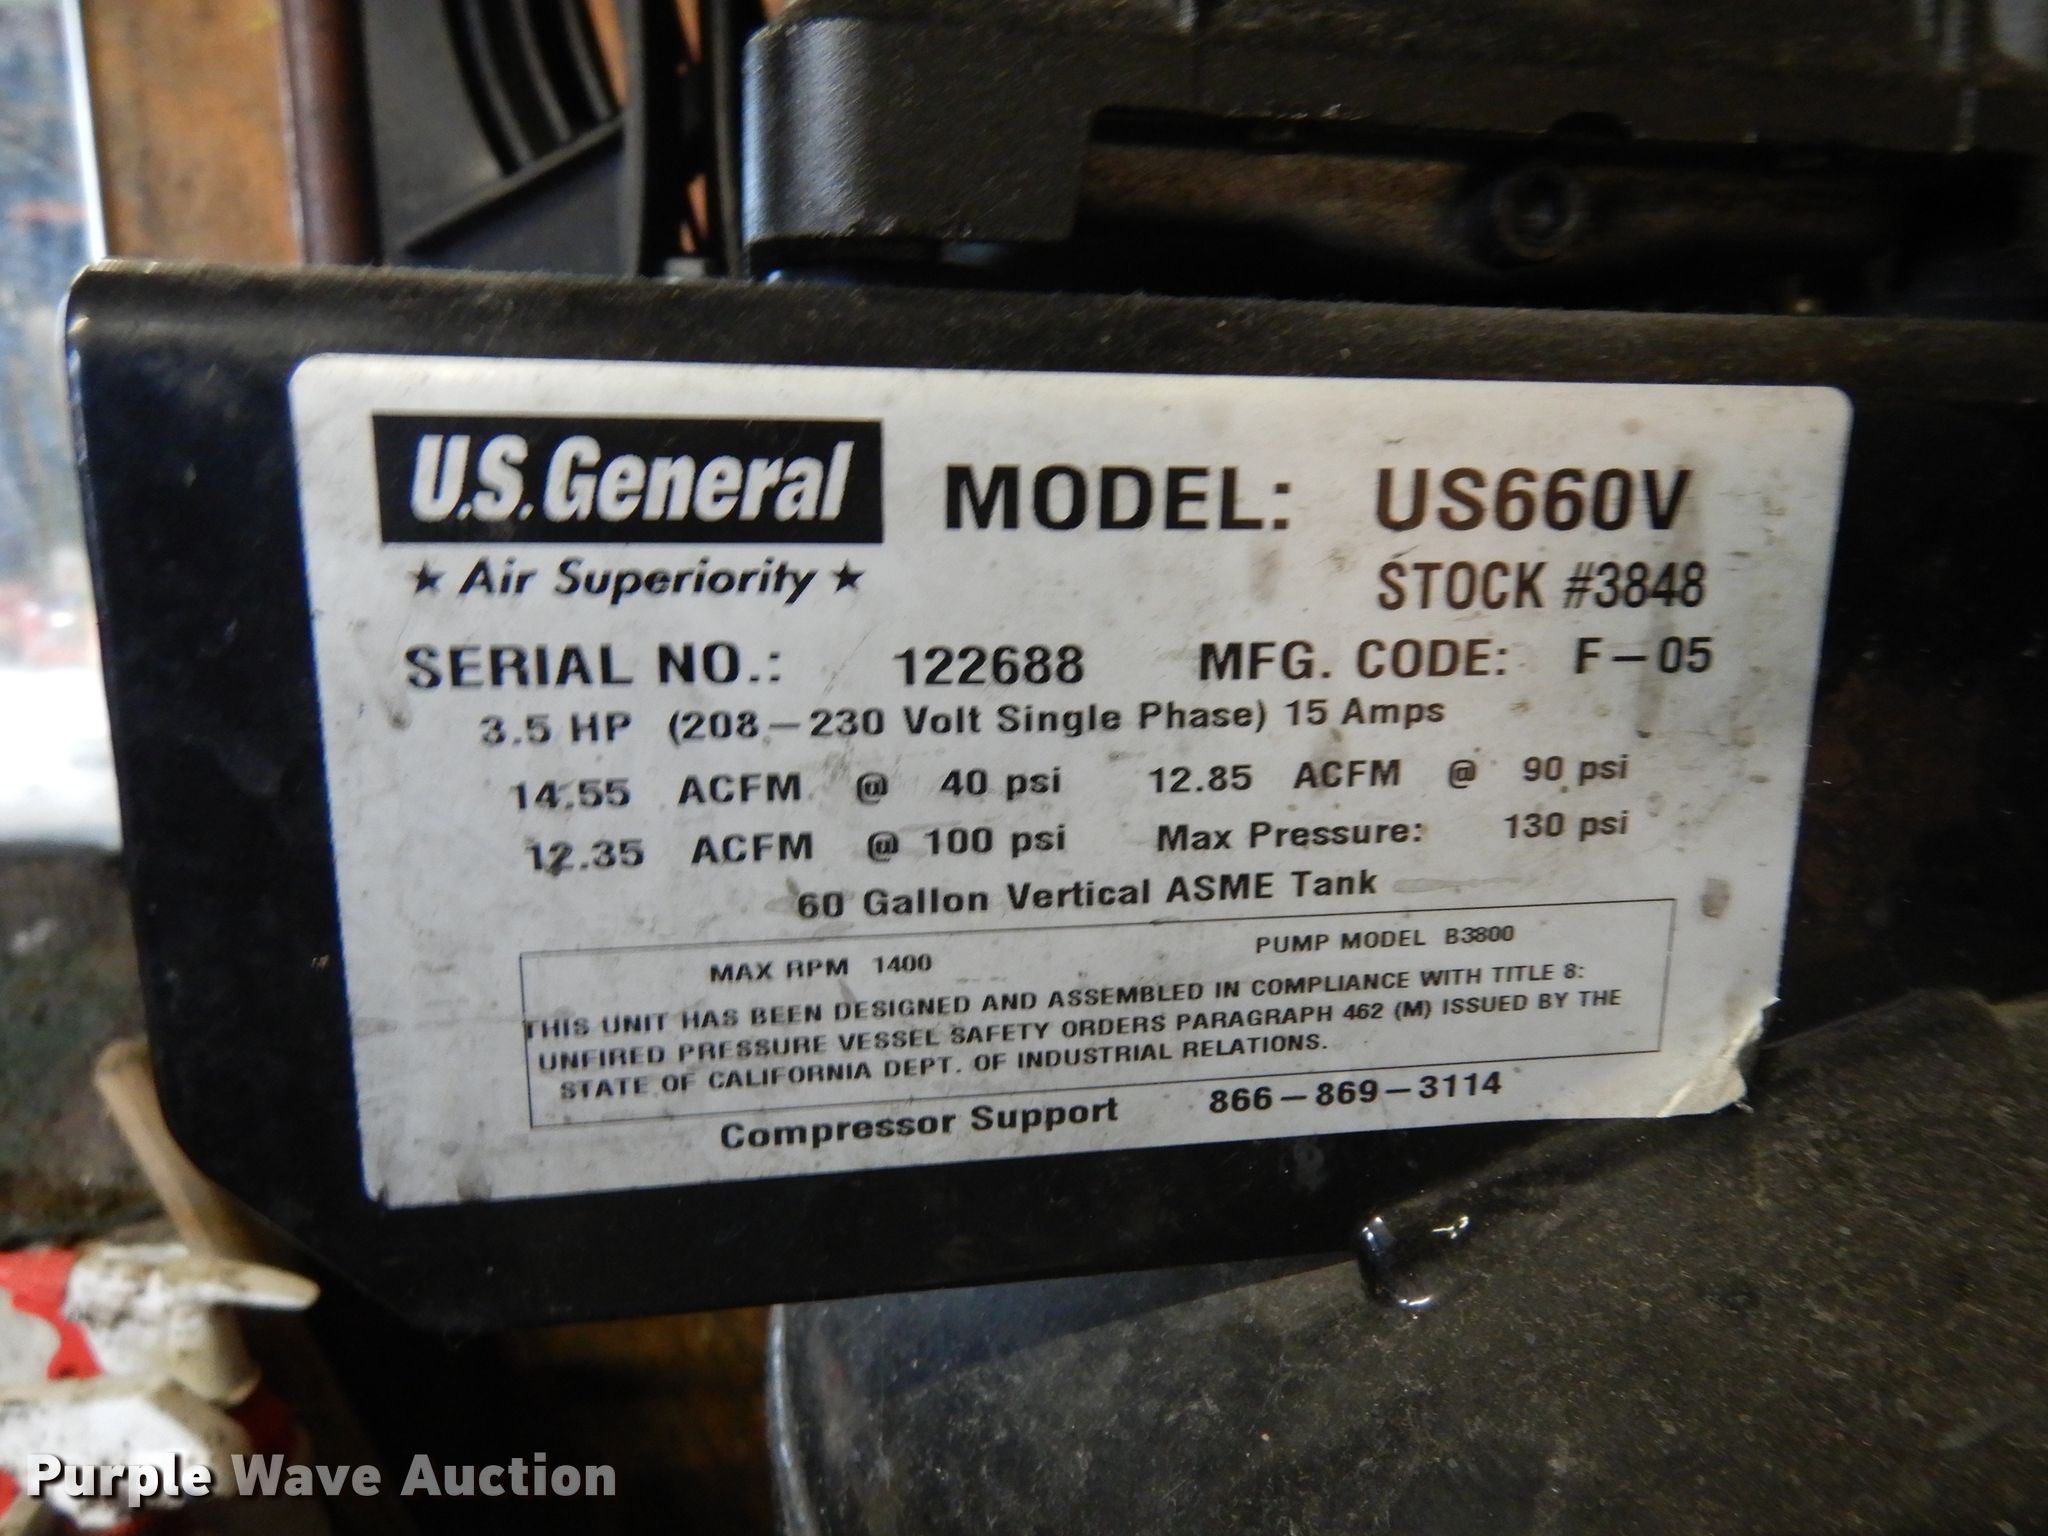 U.S. General MODEL: US660V
★ Air Superiority ★ STOCK #3848
SERIAL NO.: 122688 MFG. CODE: F-05
3.5 HP (208-230 Volt Single Phase) 15 Amps
14.55 ACFM @ 40 psi 12.85 ACFM @ 90 psi
12.35 ACFM @ 100 psi Max Pressure: 130 psi
60 Gallon Vertical ASME Tank
MAX RPM 1400 PUMP MODEL B3800
THIS UNIT HAS BEEN DESIGNED AND ASSEMBLED IN COMPLIANCE WITH TITLE 8:
UNFIRED PRESSURE VESSEL SAFETY ORDERS PARAGRAPH 462 (M) ISSUED BY THE
STATE OF CALIFORNIA DEPT. OF INDUSTRIAL RELATIONS.
Compressor Support 866-869-3114
Purple Wave Auction